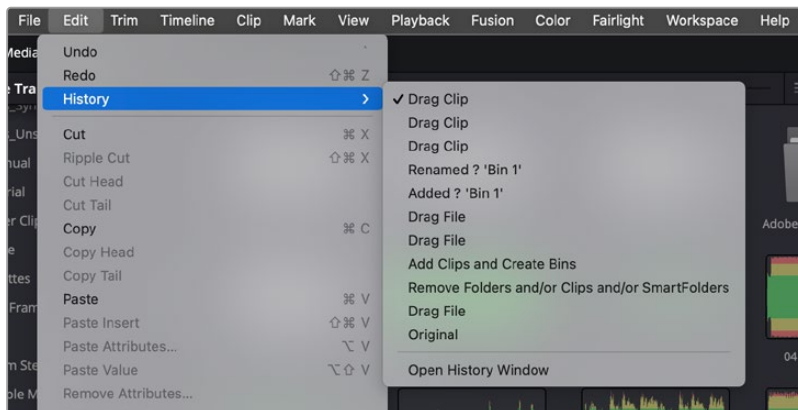 File Edit Trim Timeline Clip Mark View Playback Fusion Color Fairlight Workspace Help
Media
Undo
Redo ⇧⌘ Z
History >
✓ Drag Clip
Drag Clip
Drag Clip
Renamed ? 'Bin 1'
Added ? 'Bin 1'
Drag File
Drag File
Add Clips and Create Bins
Remove Folders and/or Clips and/or SmartFolders
Drag File
Original
Open History Window
Cut ⌘ X
Ripple Cut ⇧⌘ X
Cut Head
Cut Tail
Copy ⌘ C
Copy Head
Copy Tail
Paste ⌘ V
Paste Insert ⇧⌘ V
Paste Attributes... ⌥ V
Paste Value ⌥⇧ V
Remove Attributes...
Adobe
04